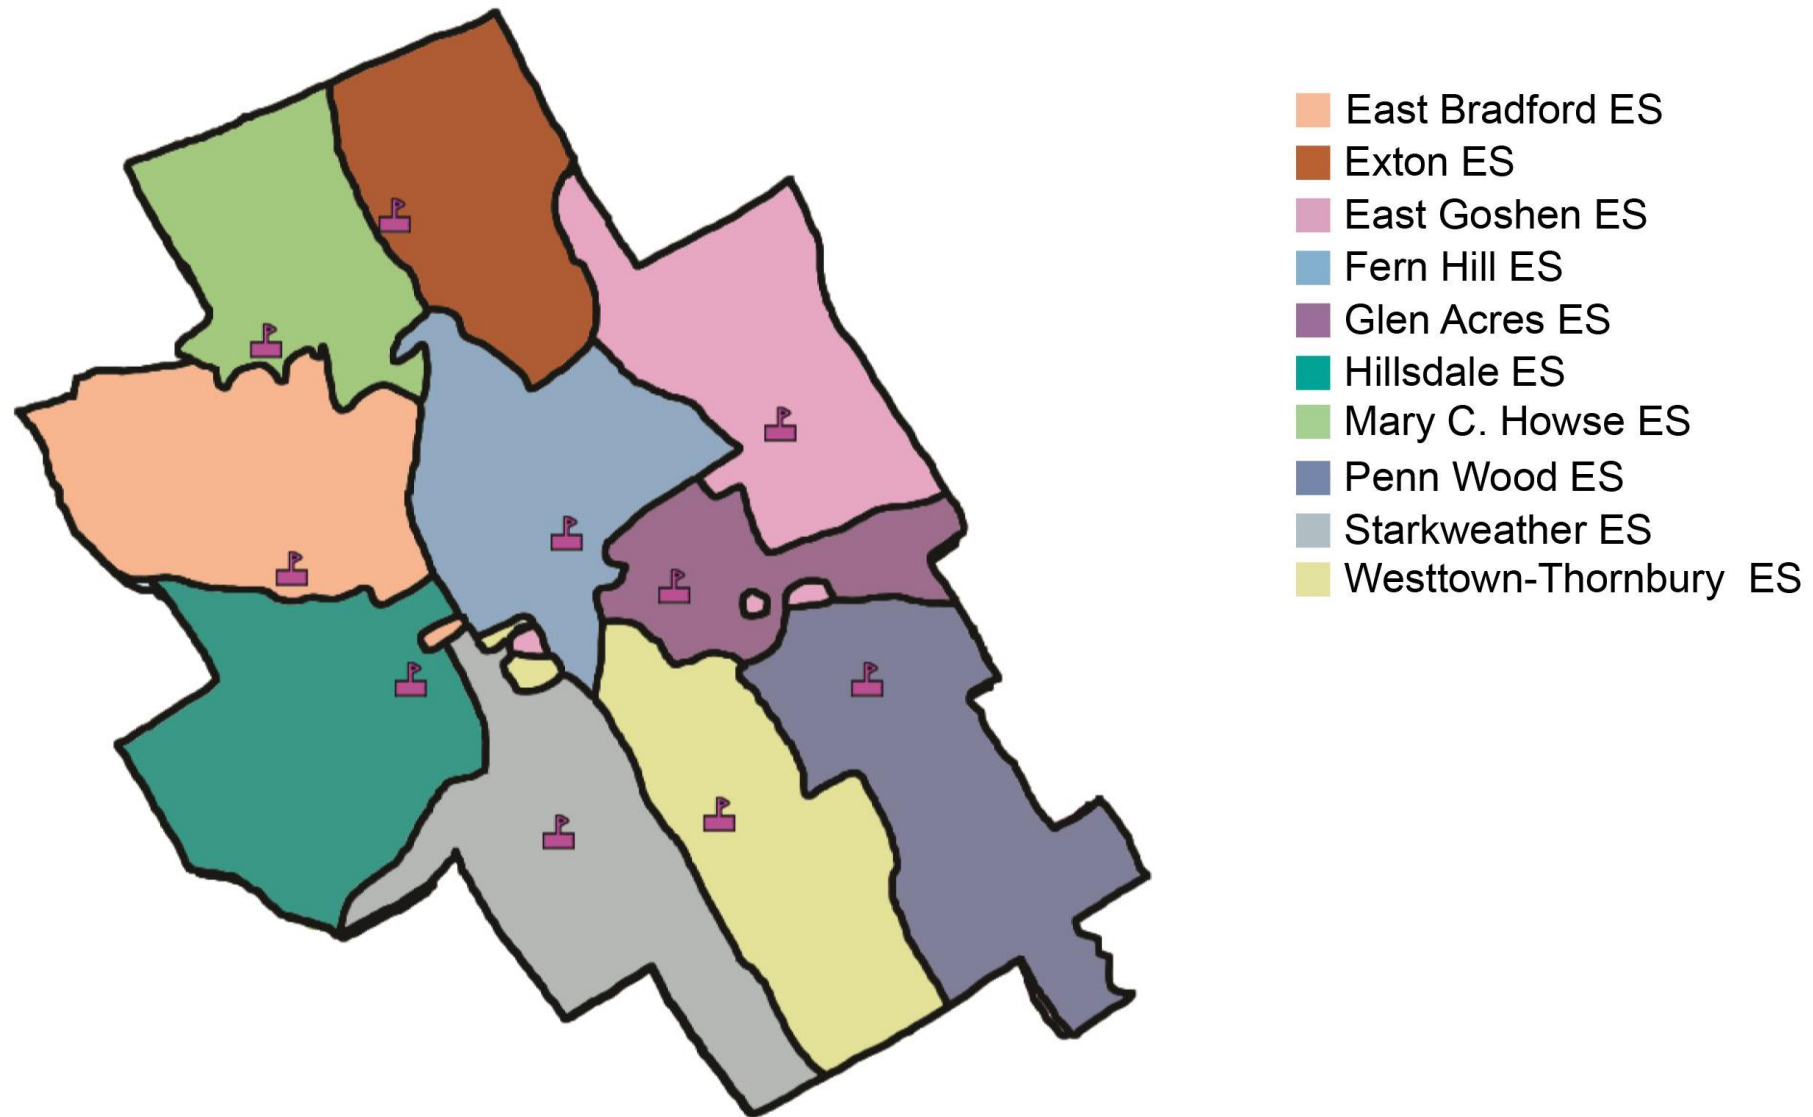 East Bradford ES
Exton ES
East Goshen ES
Fern Hill ES
Glen Acres ES
Hillsdale ES
Mary C. Howse ES
Penn Wood ES
Starkweather ES
Westtown-Thornbury ES